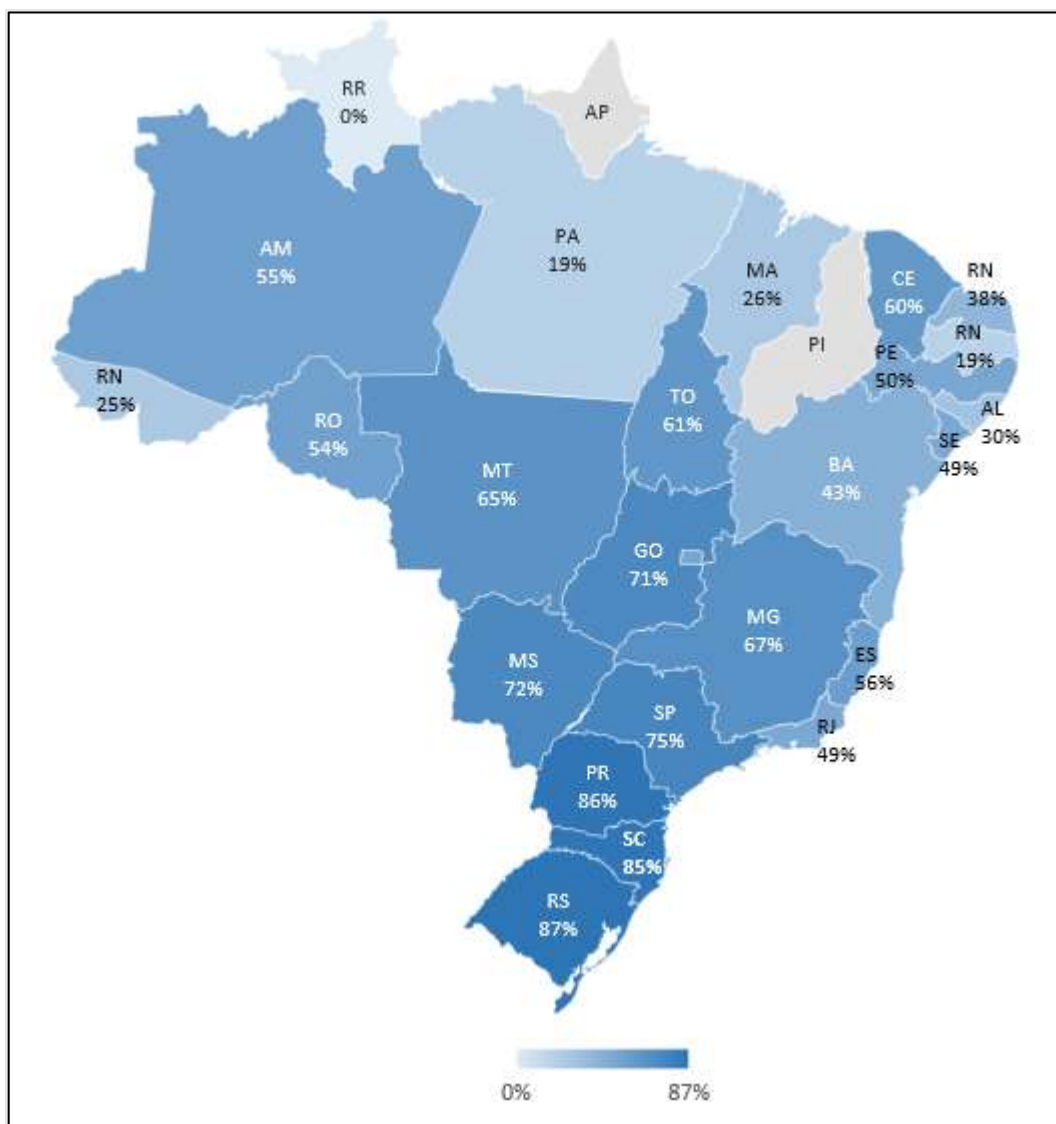 RR
0%
AP
AM
55%
PA
19%
MA
26%
CE
60%
RN
38%
RN
19%
PI
PE
50%
RN
25%
RO
54%
TO
61%
AL
30%
SE
49%
MT
65%
BA
43%
GO
71%
MG
67%
ES
56%
MS
72%
SP
75%
RJ
49%
PR
86%
SC
85%
RS
87%
0%
87%